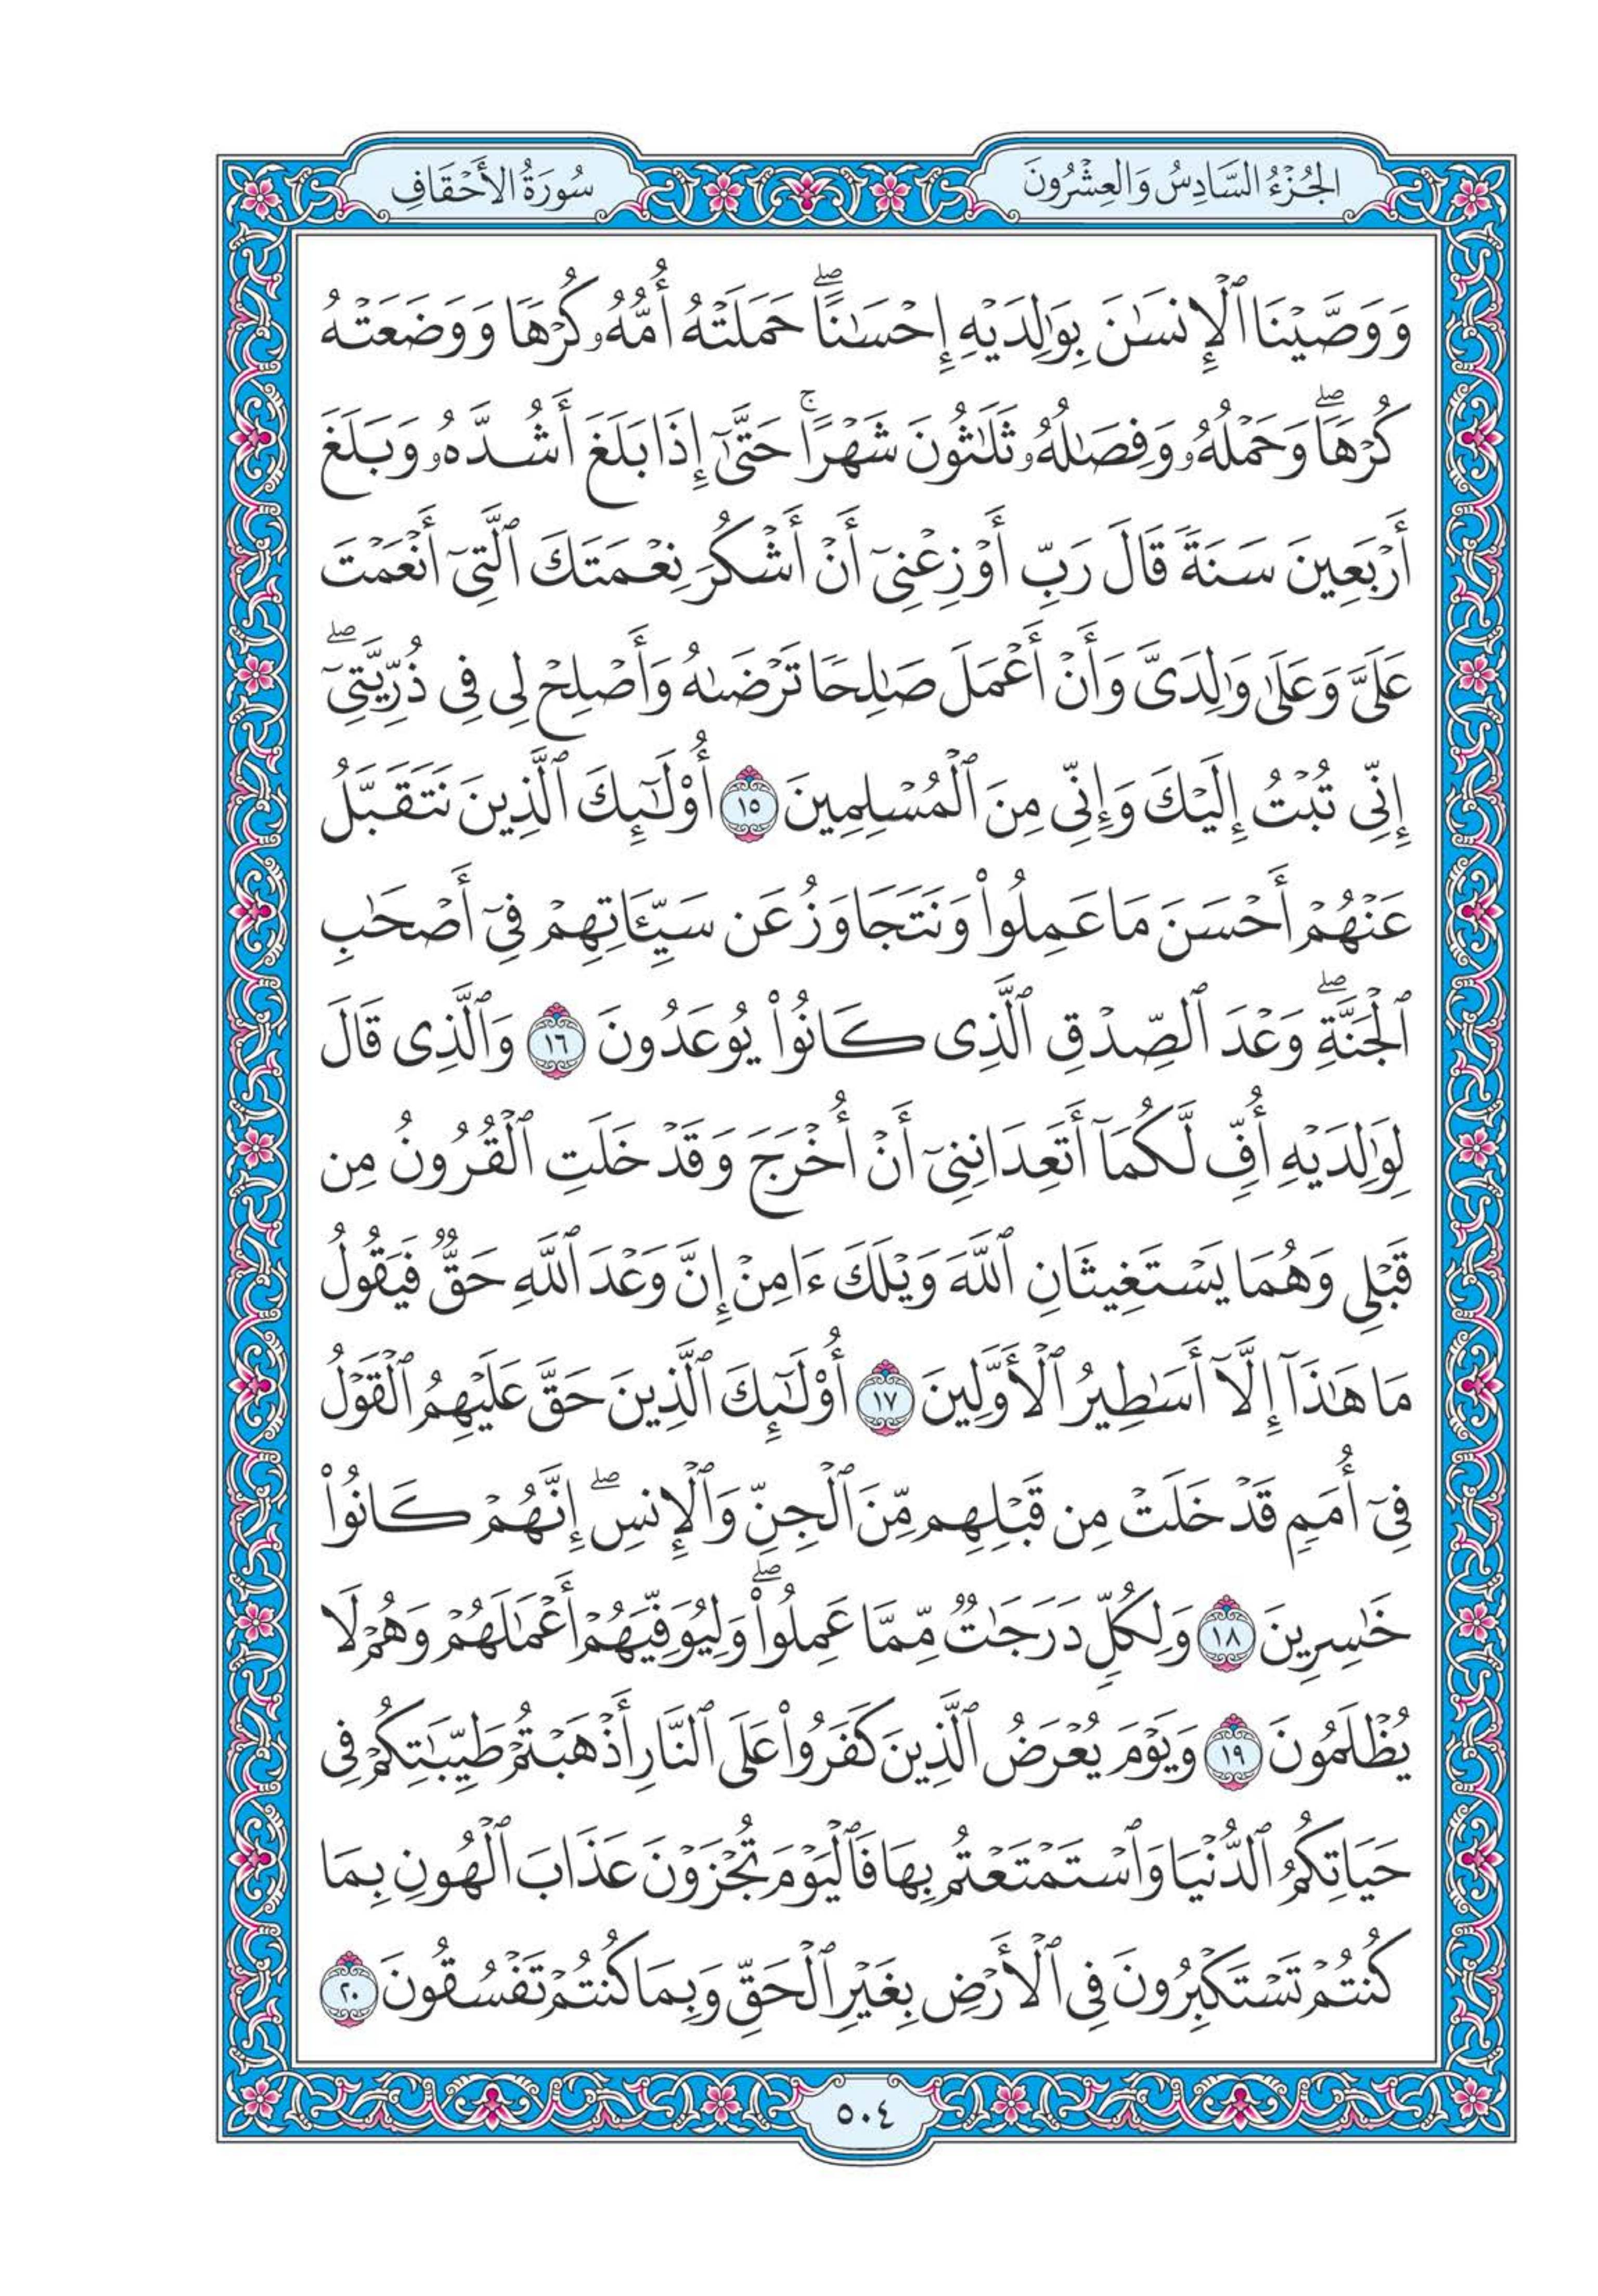 الجُزْءُ السَّادِسُ وَالعِشْرُونَ
سُورَةُ الأَحْقَافِ
وَوَصَّيْنَا ٱلْإِنسَٰنَ بِوَٰلِدَيْهِ إِحْسَٰنًاۖ حَمَلَتْهُ أُمُّهُۥ كُرْهًا وَوَضَعَتْهُ
كُرْهًاۖ وَحَمْلُهُۥ وَفِصَٰلُهُۥ ثَلَٰثُونَ شَهْرًاۚ حَتَّىٰٓ إِذَا بَلَغَ أَشُدَّهُۥ وَبَلَغَ
أَرْبَعِينَ سَنَةً قَالَ رَبِّ أَوْزِعْنِىٓ أَنْ أَشْكُرَ نِعْمَتَكَ ٱلَّتِىٓ أَنْعَمْتَ
عَلَىَّ وَعَلَىٰ وَٰلِدَىَّ وَأَنْ أَعْمَلَ صَٰلِحًا تَرْضَىٰهُ وَأَصْلِحْ لِى فِى ذُرِّيَّتِىٓۖ
إِنِّى تُبْتُ إِلَيْكَ وَإِنِّى مِنَ ٱلْمُسْلِمِينَ ١٥ أُو۟لَٰٓئِكَ ٱلَّذِينَ نَتَقَبَّلُ
عَنْهُمْ أَحْسَنَ مَا عَمِلُوا۟ وَنَتَجَاوَزُ عَن سَيِّـَٔاتِهِمْ فِىٓ أَصْحَٰبِ
ٱلْجَنَّةِۖ وَعْدَ ٱلصِّدْقِ ٱلَّذِى كَانُوا۟ يُوعَدُونَ ١٦ وَٱلَّذِى قَالَ
لِوَٰلِدَيْهِ أُفٍّ لَّكُمَآ أَتَعِدَانِنِىٓ أَنْ أُخْرَجَ وَقَدْ خَلَتِ ٱلْقُرُونُ مِن
قَبْلِى وَهُمَا يَسْتَغِيثَانِ ٱللَّهَ وَيْلَكَ ءَامِنْ إِنَّ وَعْدَ ٱللَّهِ حَقٌّ فَيَقُولُ
مَا هَٰذَآ إِلَّآ أَسَٰطِيرُ ٱلْأَوَّلِينَ ١٧ أُو۟لَٰٓئِكَ ٱلَّذِينَ حَقَّ عَلَيْهِمُ ٱلْقَوْلُ
فِىٓ أُمَمٍ قَدْ خَلَتْ مِن قَبْلِهِم مِّنَ ٱلْجِنِّ وَٱلْإِنسِۖ إِنَّهُمْ كَانُوا۟
خَٰسِرِينَ ١٨ وَلِكُلٍّ دَرَجَٰتٌ مِّمَّا عَمِلُوا۟ۖ وَلِيُوَفِّيَهُمْ أَعْمَٰلَهُمْ وَهُمْ لَا
يُظْلَمُونَ ١٩ وَيَوْمَ يُعْرَضُ ٱلَّذِينَ كَفَرُوا۟ عَلَى ٱلنَّارِ أَذْهَبْتُمْ طَيِّبَٰتِكُمْ فِى
حَيَاتِكُمُ ٱلدُّنْيَا وَٱسْتَمْتَعْتُم بِهَا فَٱلْيَوْمَ تُجْزَوْنَ عَذَابَ ٱلْهُونِ بِمَا
كُنتُمْ تَسْتَكْبِرُونَ فِى ٱلْأَرْضِ بِغَيْرِ ٱلْحَقِّ وَبِمَا كُنتُمْ تَفْسُقُونَ ٢٠
٥٠٤